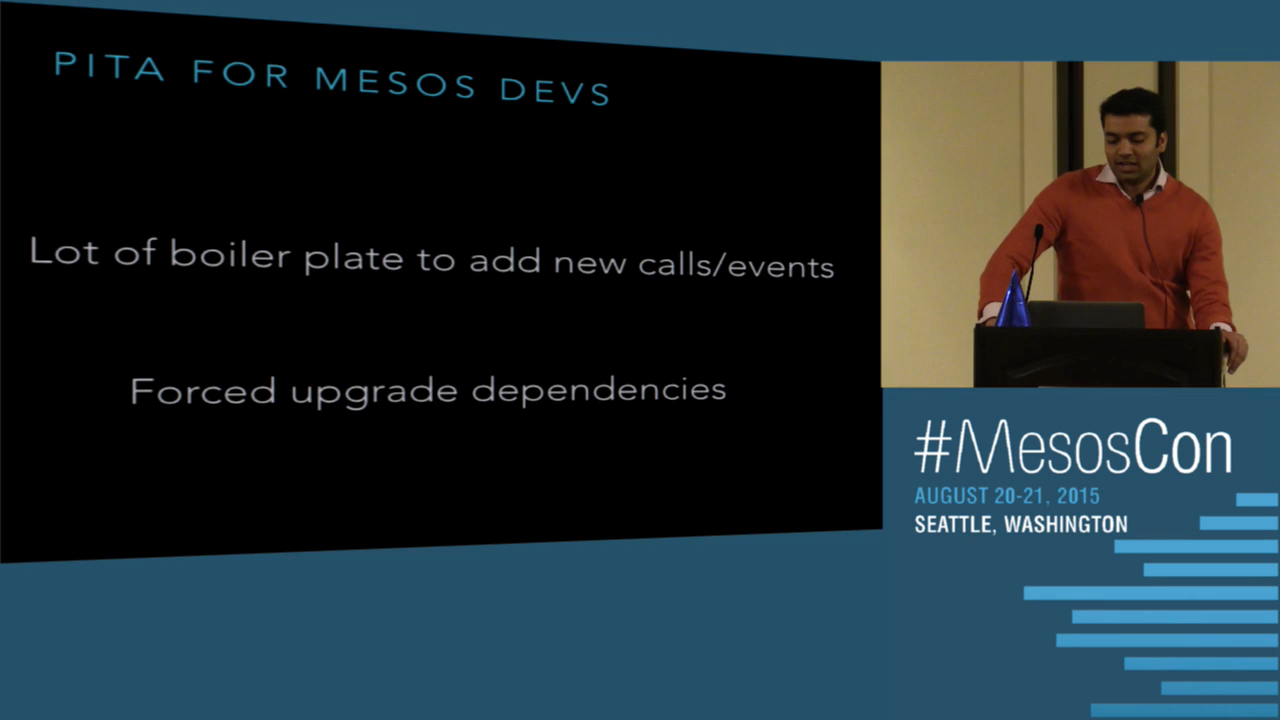 PITA FOR MESOS DEVS
Lot of boiler plate to add new calls/events
Forced upgrade dependencies
#MesosCon
AUGUST 20-21, 2015
SEATTLE, WASHINGTON